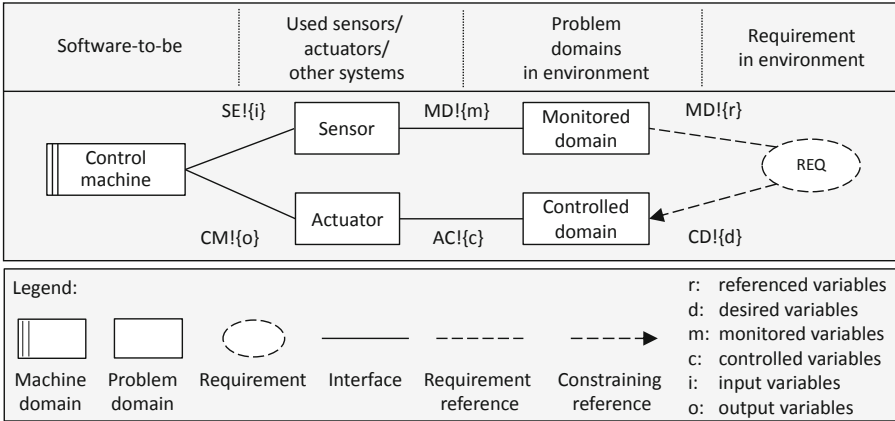 Software-to-be
Used sensors/
actuators/
other systems
Problem
domains
in environment
Requirement
in environment
SE!{i}
MD!{m}
MD!{r}
Sensor
Monitored
domain
Control
machine
REQ
Actuator
Controlled
domain
CM!{o}
AC!{c}
CD!{d}
Legend:
Machine
domain
Problem
domain
Requirement
Interface
Requirement
reference
Constraining
reference
r: referenced variables
d: desired variables
m: monitored variables
c: controlled variables
i: input variables
o: output variables